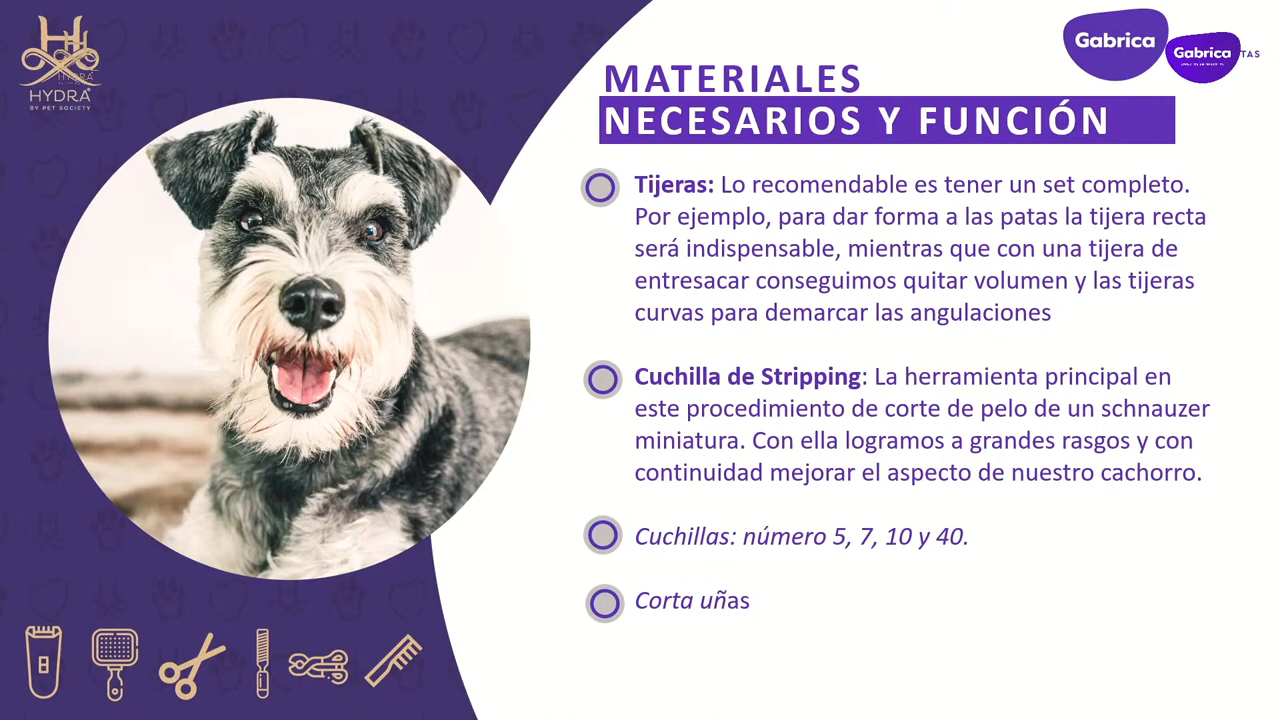 HYDRA
BY PET SOCIETY
Gabrica
Gabrica
TAS
MATERIALES
NECESARIOS Y FUNCIÓN
Tijeras: Lo recomendable es tener un set completo.
Por ejemplo, para dar forma a las patas la tijera recta
será indispensable, mientras que con una tijera de
entresacar conseguimos quitar volumen y las tijeras
curvas para demarcar las angulaciones
Cuchilla de Stripping: La herramienta principal en
este procedimiento de corte de pelo de un schnauzer
miniatura. Con ella logramos a grandes rasgos y con
continuidad mejorar el aspecto de nuestro cachorro.
Cuchillas: número 5, 7, 10 y 40.
Corta uñas